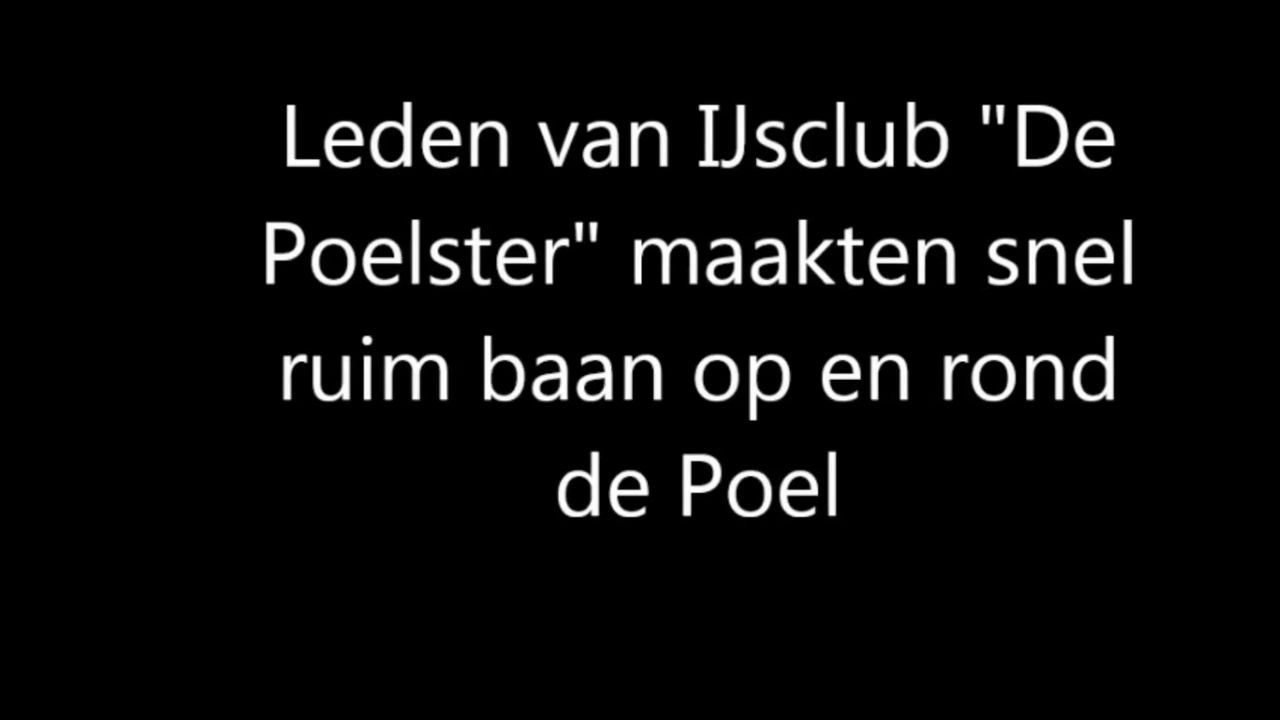 Leden van IJsclub "De
Poelster" maakten snel
ruim baan op en rond
de Poel